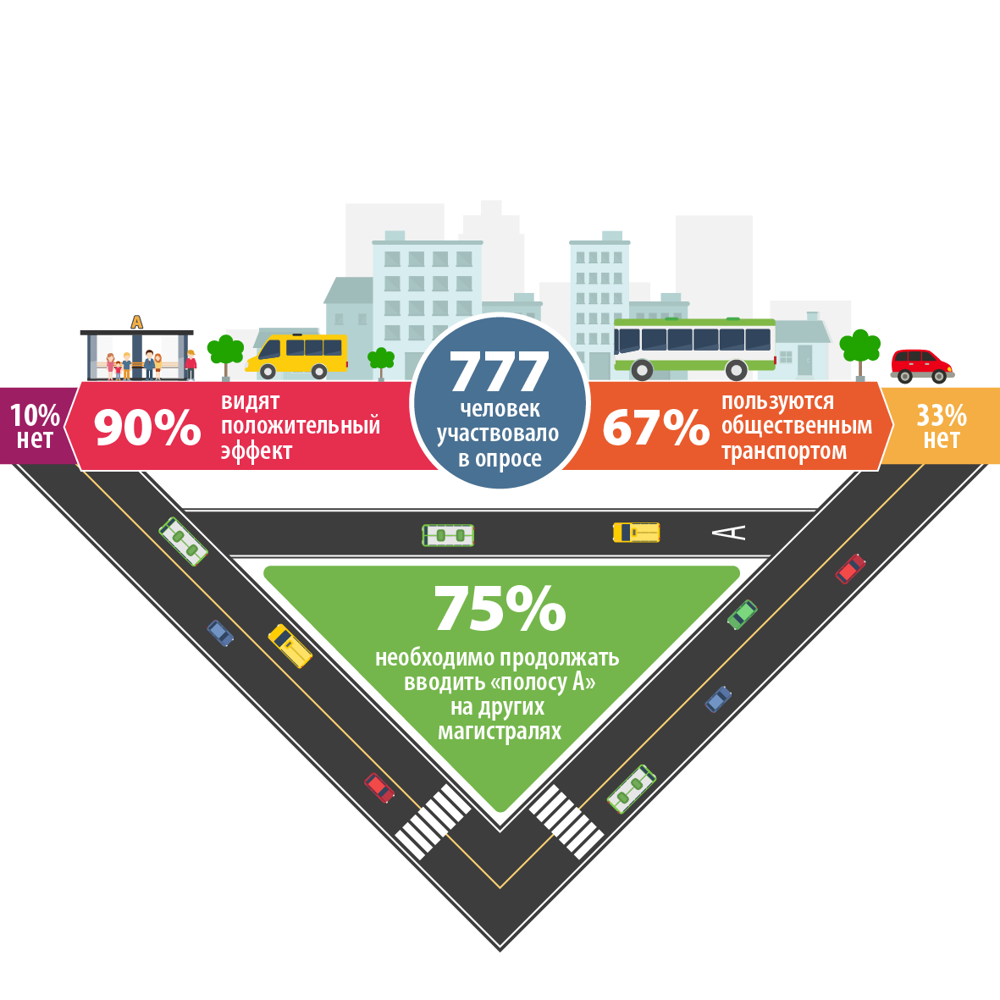 А
777
человек
участвовало
в опросе
10%
нет
90%
видят
положительный
эффект
67%
пользуются
общественным
транспортом
33%
нет
А
75%
необходимо продолжать
вводить «полосу А»
на других
магистралях